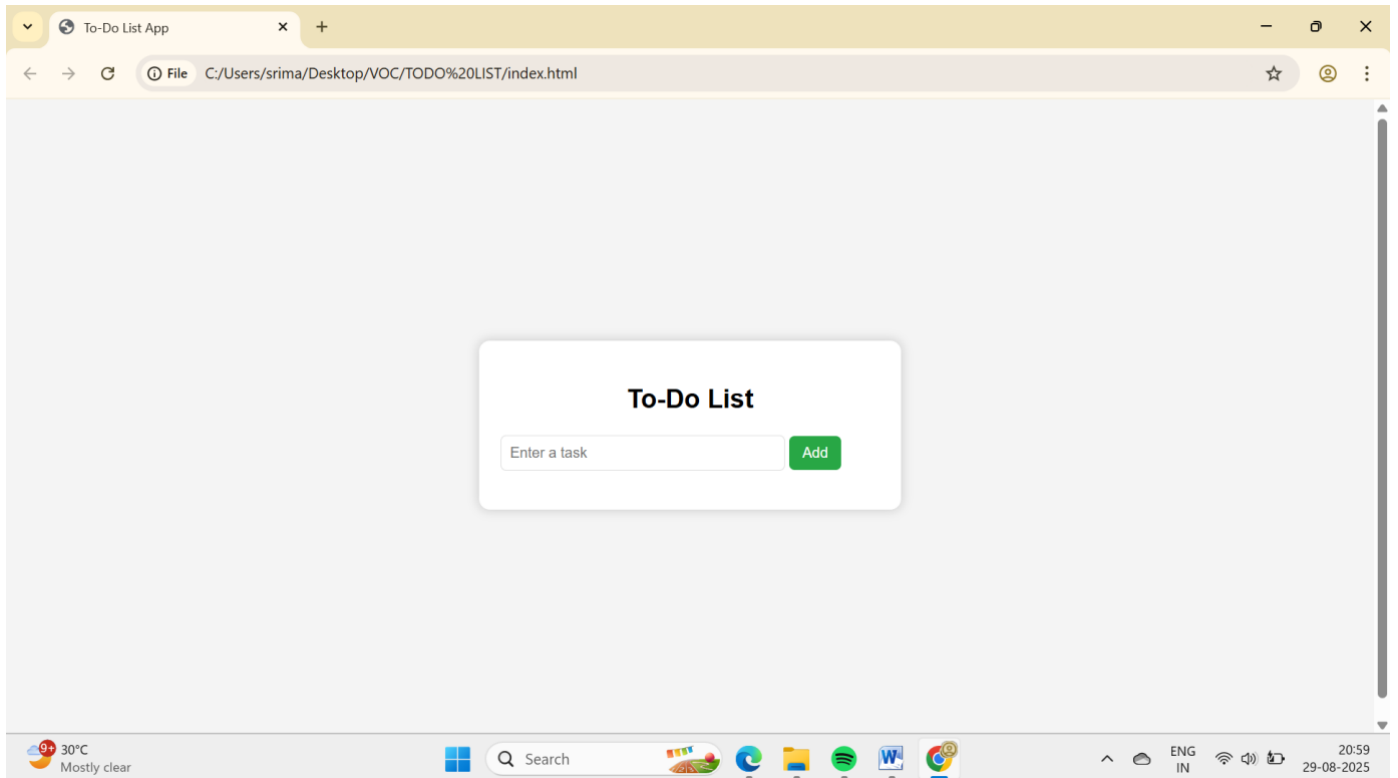 To-Do List App
File C:/Users/srima/Desktop/VOC/TODO%20LIST/index.html
To-Do List
Enter a task Add
9+ 30°C
Mostly clear
Search
W
ENG
IN
20:59
29-08-2025